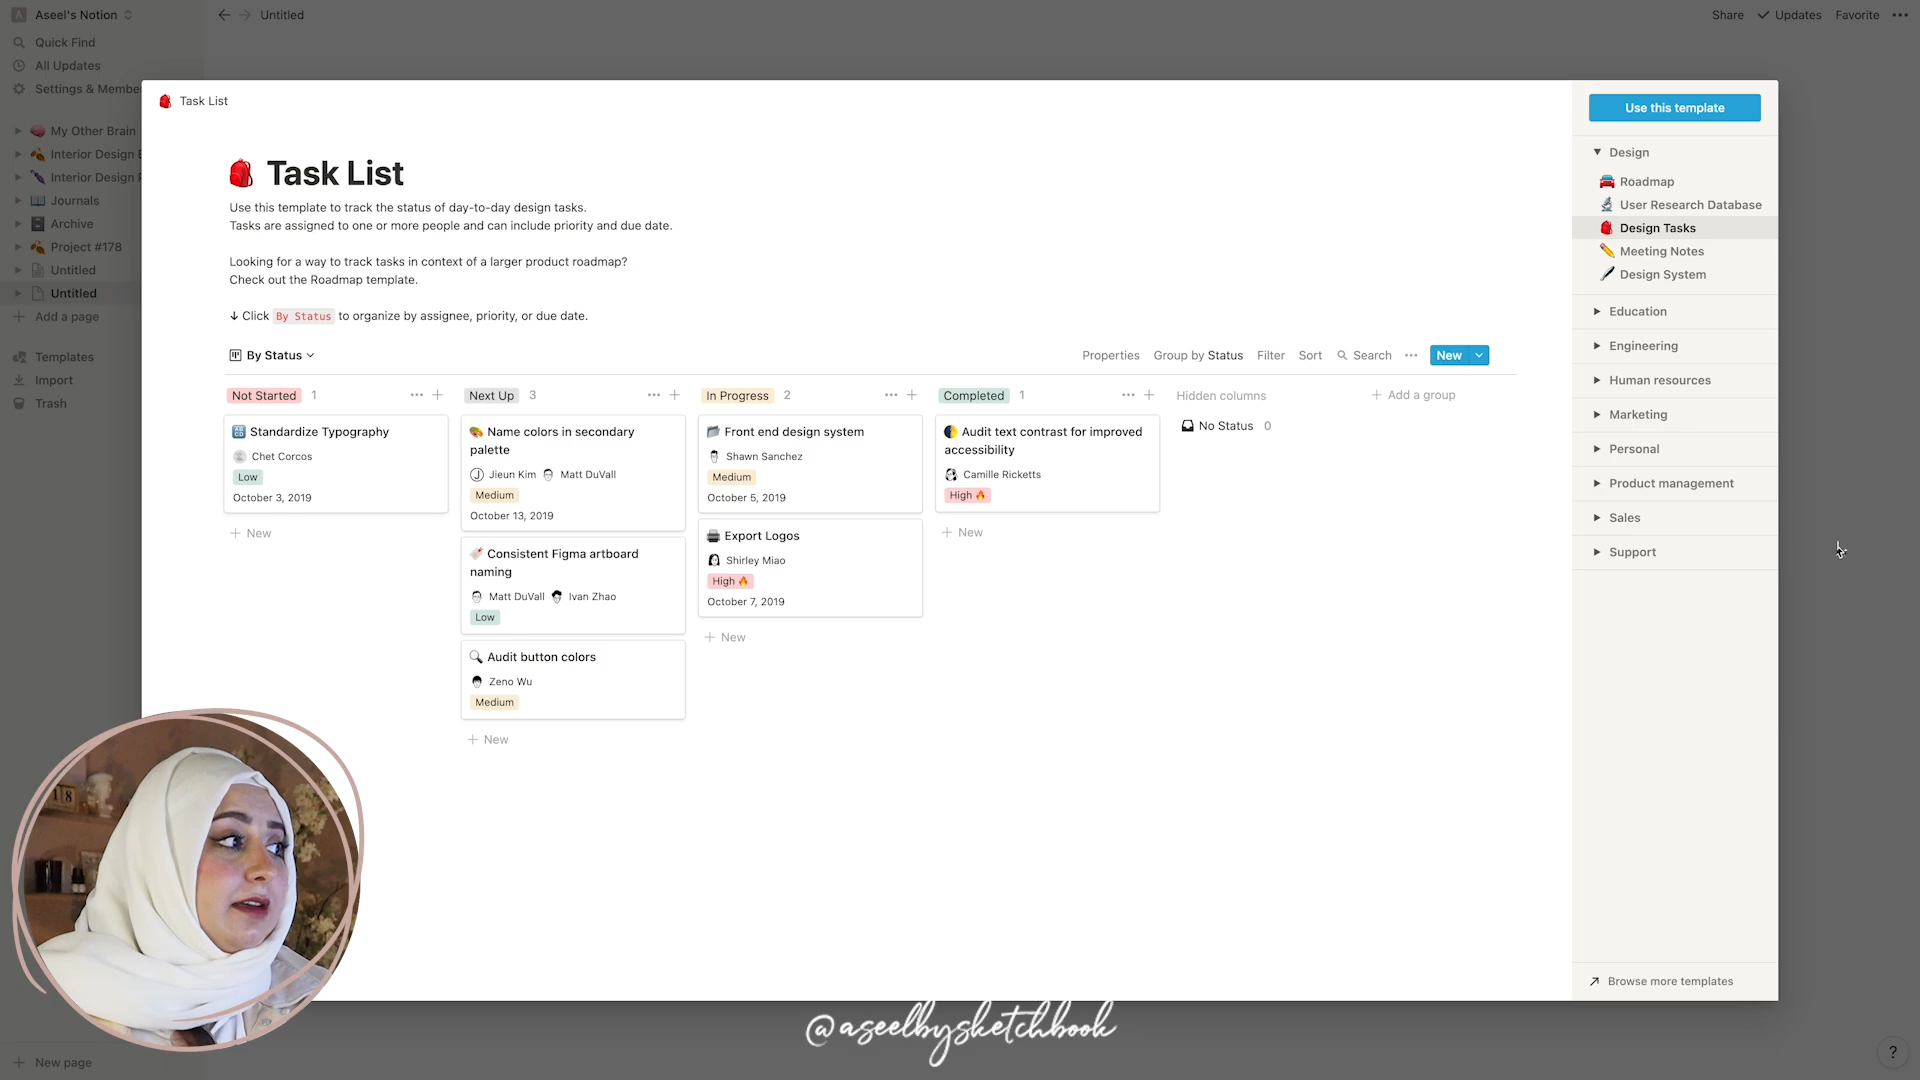 Aseel's Notion
Untitled
Share
Updates
Favorite
Quick Find
All Updates
Settings & Membe
My Other Brain
Interior Design
Interior Design
Journals
Archive
Project #178
Untitled
Untitled
Add a page
Templates
Import
Trash
New page
Task List
Task List
Use this template to track the status of day-to-day design tasks.
Tasks are assigned to one or more people and can include priority and due date.
Looking for a way to track tasks in context of a larger product roadmap?
Check out the Roadmap template.
↓ Click By Status to organize by assignee, priority, or due date.
By Status
Properties
Group by Status
Filter
Sort
Search
New
Not Started 1
Standardize Typography
Chet Corcos
Low
October 3, 2019
+ New
Next Up 3
Name colors in secondary
palette
Jieun Kim Matt DuVall
Medium
October 13, 2019
Consistent Figma artboard
naming
Matt DuVall Ivan Zhao
Low
Audit button colors
Zeno Wu
Medium
+ New
In Progress 2
Front end design system
Shawn Sanchez
Medium
October 5, 2019
Export Logos
Shirley Miao
High
October 7, 2019
+ New
Completed 1
Audit text contrast for improved
accessibility
Camille Ricketts
High
+ New
Hidden columns
No Status 0
+ Add a group
Use this template
Design
Roadmap
User Research Database
Design Tasks
Meeting Notes
Design System
Education
Engineering
Human resources
Marketing
Personal
Product management
Sales
Support
Browse more templates
@aseelbysketchbook
?